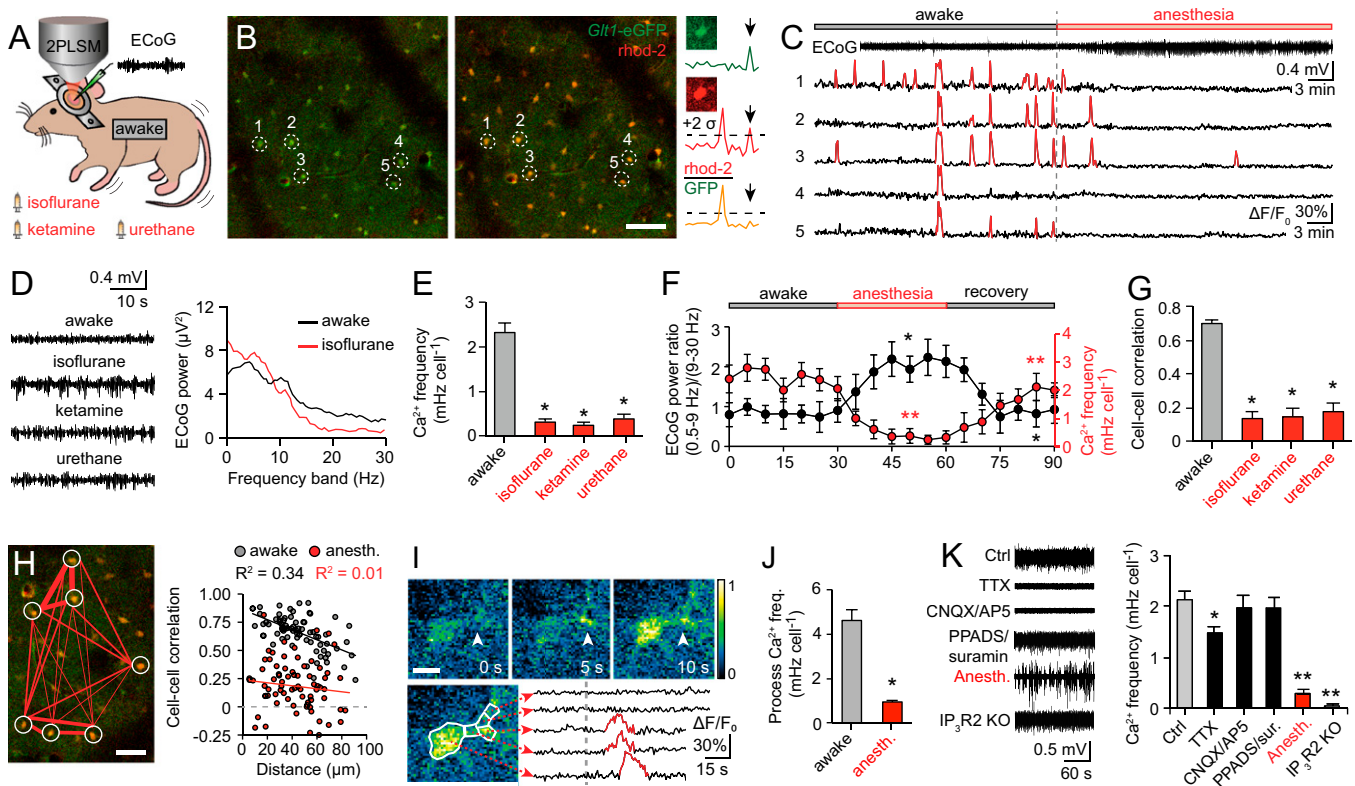 A
2PLSM
ECoG
awake
isoflurane
ketamine
urethane
B
Glt1-eGFP
rhod-2
1
2
3
4
5
1
2
3
4
5
+2 σ
rhod-2
GFP
C
awake
anesthesia
ECoG
0.4 mV
3 min
1
2
3
4
5
ΔF/F₀ 30%
3 min
D
0.4 mV
10 s
awake
isoflurane
ketamine
urethane
ECoG power (µV²)
12
8
4
0
awake
isoflurane
0 10 20 30
Frequency band (Hz)
E
Ca²⁺ frequency
(mHz cell⁻¹)
3
2
1
0
* * *
awake
isoflurane
ketamine
urethane
F
awake
anesthesia
recovery
ECoG power ratio
(0.5-9 Hz)/(9-30 Hz)
3
2
1
0
*
**
**
*
4
3
2
1
0
Ca²⁺ frequency
(mHz cell⁻¹)
0 15 30 45 60 75 90
G
Cell-cell correlation
0.8
0.6
0.4
0.2
0
* * *
awake
isoflurane
ketamine
urethane
H
awake
anesth.
R² = 0.34
R² = 0.01
Cell-cell correlation
1.00
0.75
0.50
0.25
0
-0.25
0 20 40 60 80 100
Distance (µm)
I
0 s
5 s
10 s
1
0
ΔF/F₀
30%
15 s
J
Process Ca²⁺ freq.
(mHz cell⁻¹)
6
4
2
0
*
awake
anesth.
K
Ctrl
TTX
CNQX/AP5
PPADS/
suramin
Anesth.
IP₃R2 KO
0.5 mV
60 s
Ca²⁺ frequency (mHz cell⁻¹)
3
2
1
0
*
**
**
Ctrl
TTX
CNQX/AP5
PPADS/sur.
Anesth.
IP₃R2 KO